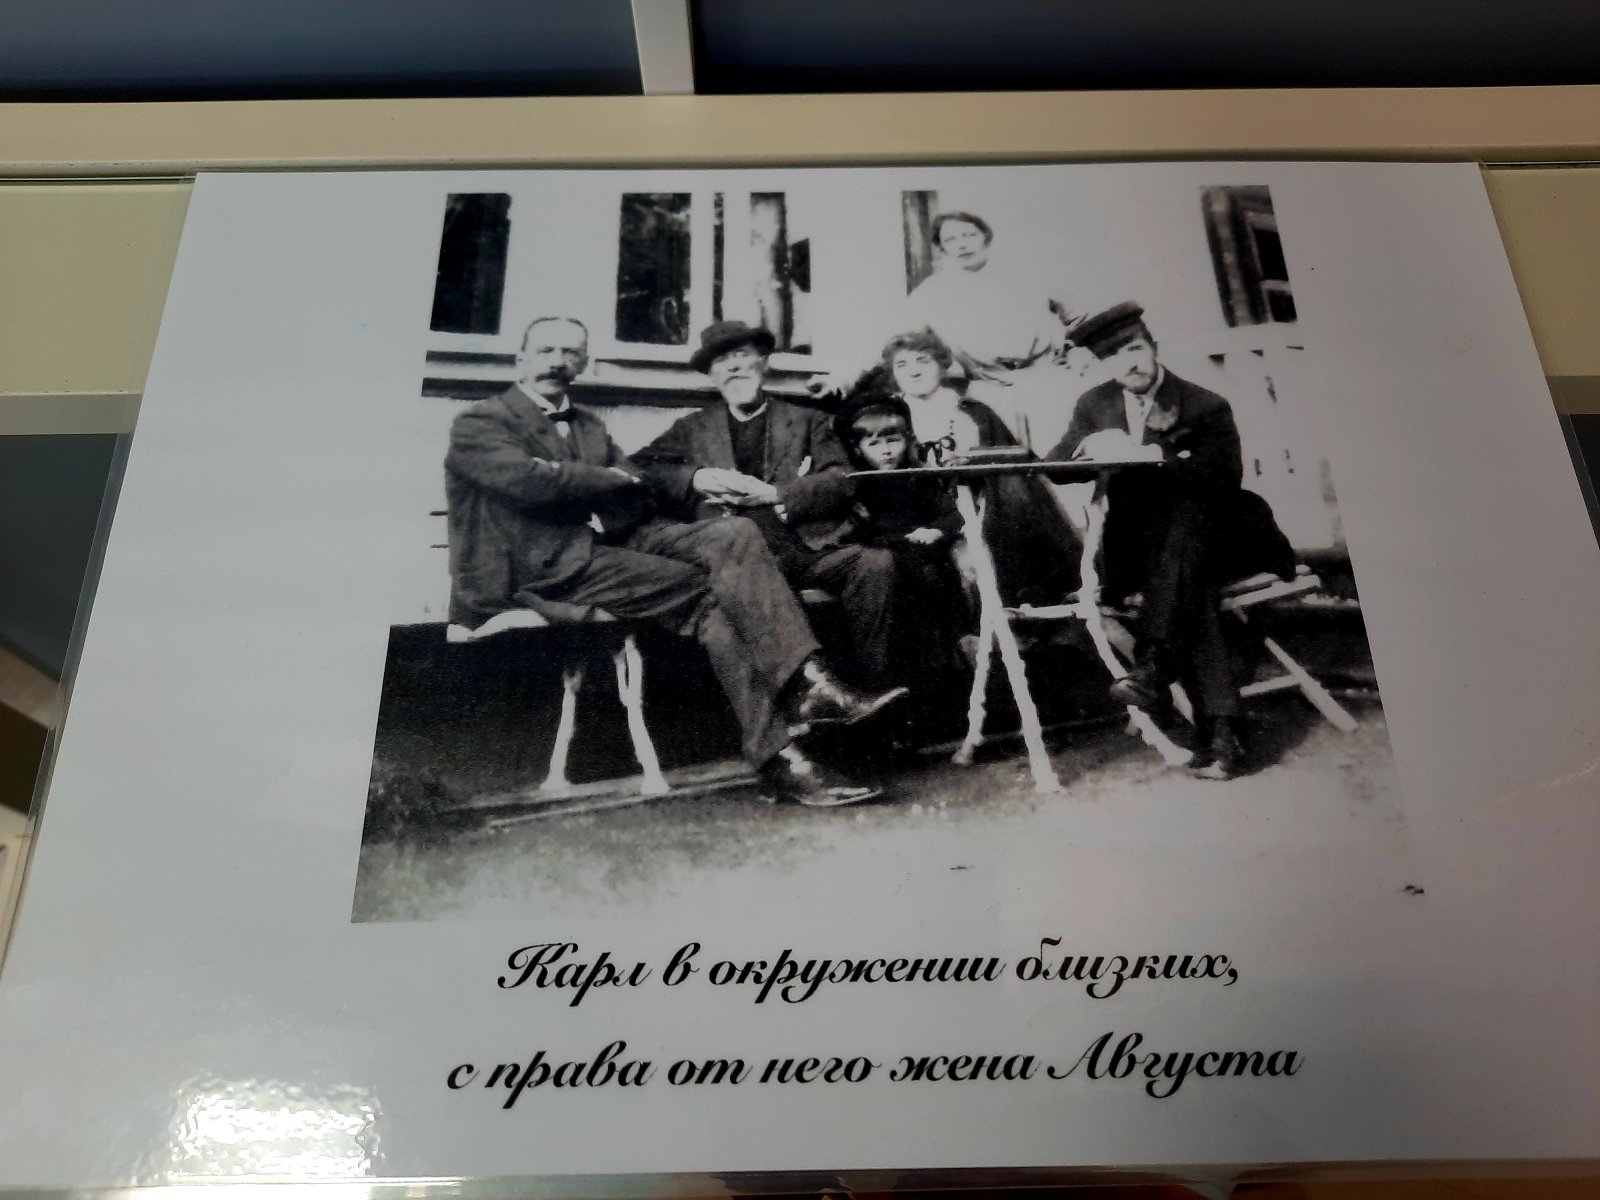 Карл в окружении близких,
с права от него жена Августа